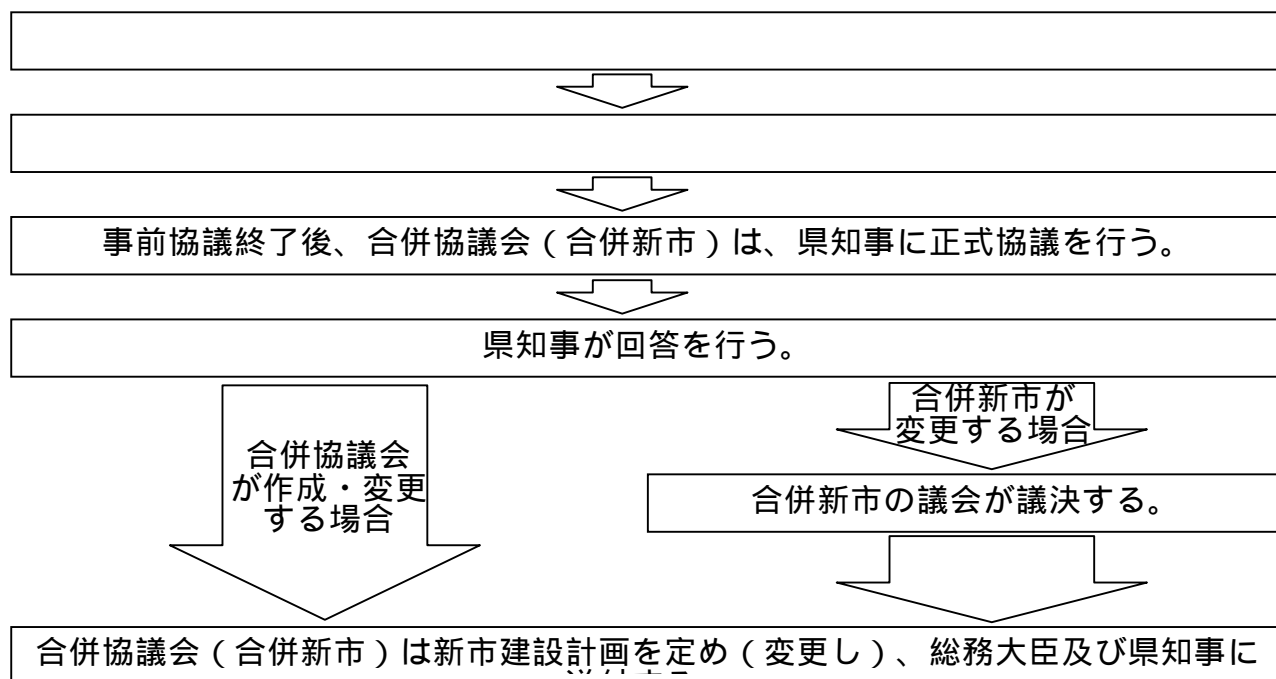 事前協議終了後、合併協議会（合併新市）は、県知事に正式協議を行う。
県知事が回答を行う。
合併協議会
が作成・変更
する場合
合併新市が
変更する場合
合併新市の議会が議決する。
合併協議会（合併新市）は新市建設計画を定め（変更し）、総務大臣及び県知事に